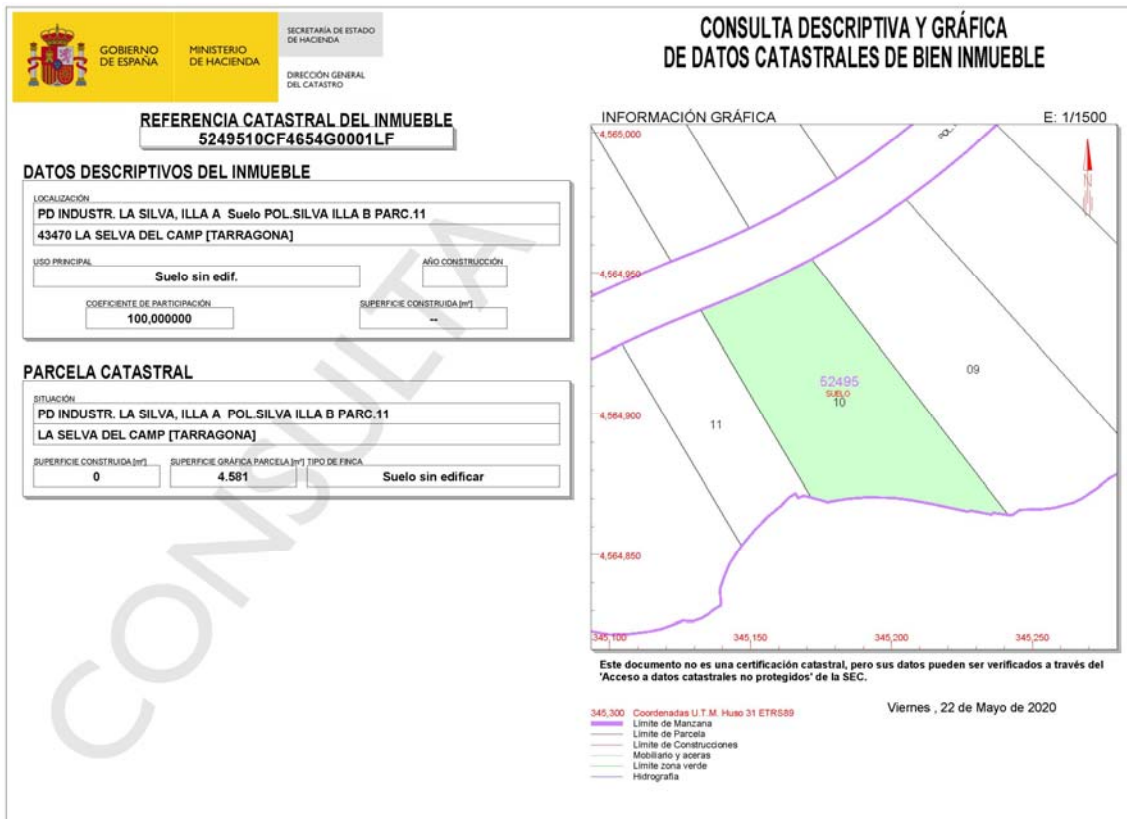 GOBIERNO
DE ESPAÑA
MINISTERIO
DE HACIENDA
SECRETARÍA DE ESTADO
DE HACIENDA
DIRECCIÓN GENERAL
DEL CATASTRO
CONSULTA DESCRIPTIVA Y GRÁFICA
DE DATOS CATASTRALES DE BIEN INMUEBLE
REFERENCIA CATASTRAL DEL INMUEBLE
5249510CF4654G0001LF
DATOS DESCRIPTIVOS DEL INMUEBLE
LOCALIZACIÓN
PD INDUSTR. LA SILVA, ILLA A Suelo POL.SILVA ILLA B PARC.11
43470 LA SELVA DEL CAMP [TARRAGONA]
USO PRINCIPAL
Suelo sin edif.
AÑO CONSTRUCCIÓN
COEFICIENTE DE PARTICIPACIÓN
100,000000
SUPERFICIE CONSTRUIDA [m²]
--
PARCELA CATASTRAL
SITUACIÓN
PD INDUSTR. LA SILVA, ILLA A POL.SILVA ILLA B PARC.11
LA SELVA DEL CAMP [TARRAGONA]
SUPERFICIE CONSTRUIDA [m²]
0
SUPERFICIE GRÁFICA PARCELA [m²]
4.581
TIPO DE FINCA
Suelo sin edificar
CONSULTA
INFORMACIÓN GRÁFICA E: 1/1500
4,565,000
POL.
4,564,950
52495
SUELO
10
09
11
4,564,900
4,564,850
345,100 345,150 345,200 345,250
Este documento no es una certificación catastral, pero sus datos pueden ser verificados a través del
'Acceso a datos catastrales no protegidos' de la SEC.
345,300 Coordenadas U.T.M. Huso 31 ETRS89
Límite de Manzana
Límite de Parcela
Límite de Construcciones
Mobiliario y aceras
Límite zona verde
Hidrografía
Viernes , 22 de Mayo de 2020